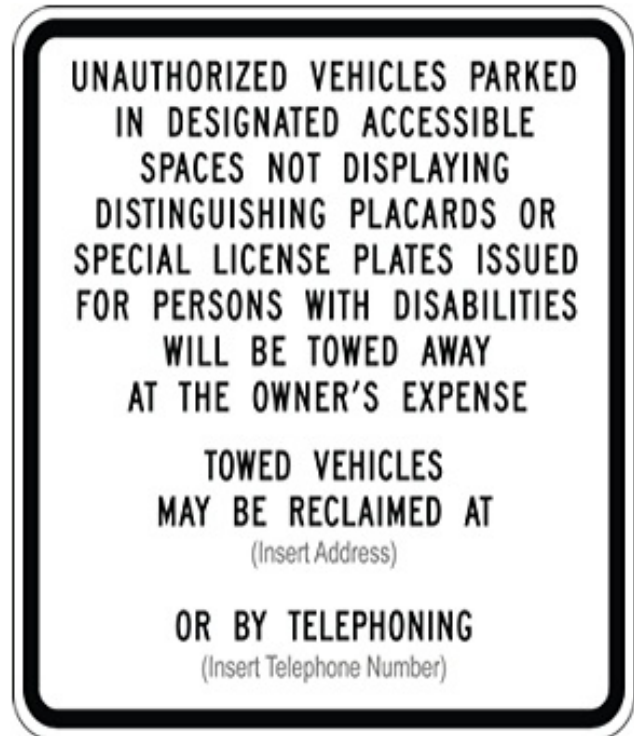 UNAUTHORIZED VEHICLES PARKED
IN DESIGNATED ACCESSIBLE
SPACES NOT DISPLAYING
DISTINGUISHING PLACARDS OR
SPECIAL LICENSE PLATES ISSUED
FOR PERSONS WITH DISABILITIES
WILL BE TOWED AWAY
AT THE OWNER'S EXPENSE
TOWED VEHICLES
MAY BE RECLAIMED AT
(Insert Address)
OR BY TELEPHONING
(Insert Telephone Number)